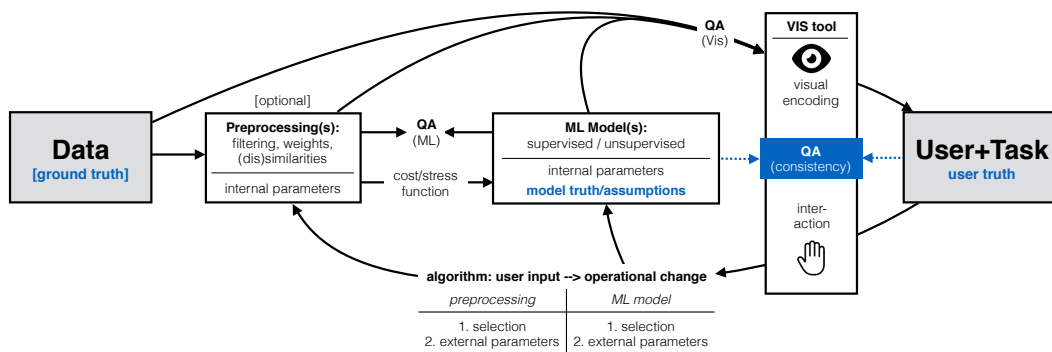 Data
[ground truth]
[optional]
Preprocessing(s):
filtering, weights,
(dis)similarities
internal parameters
QA
(ML)
cost/stress
function
ML Model(s):
supervised / unsupervised
internal parameters
model truth/assumptions
QA
(Vis)
VIS tool
visual
encoding
QA
(consistency)
inter-
action
User+Task
user truth
algorithm: user input --> operational change
preprocessing
ML model
1. selection
2. external parameters
1. selection
2. external parameters